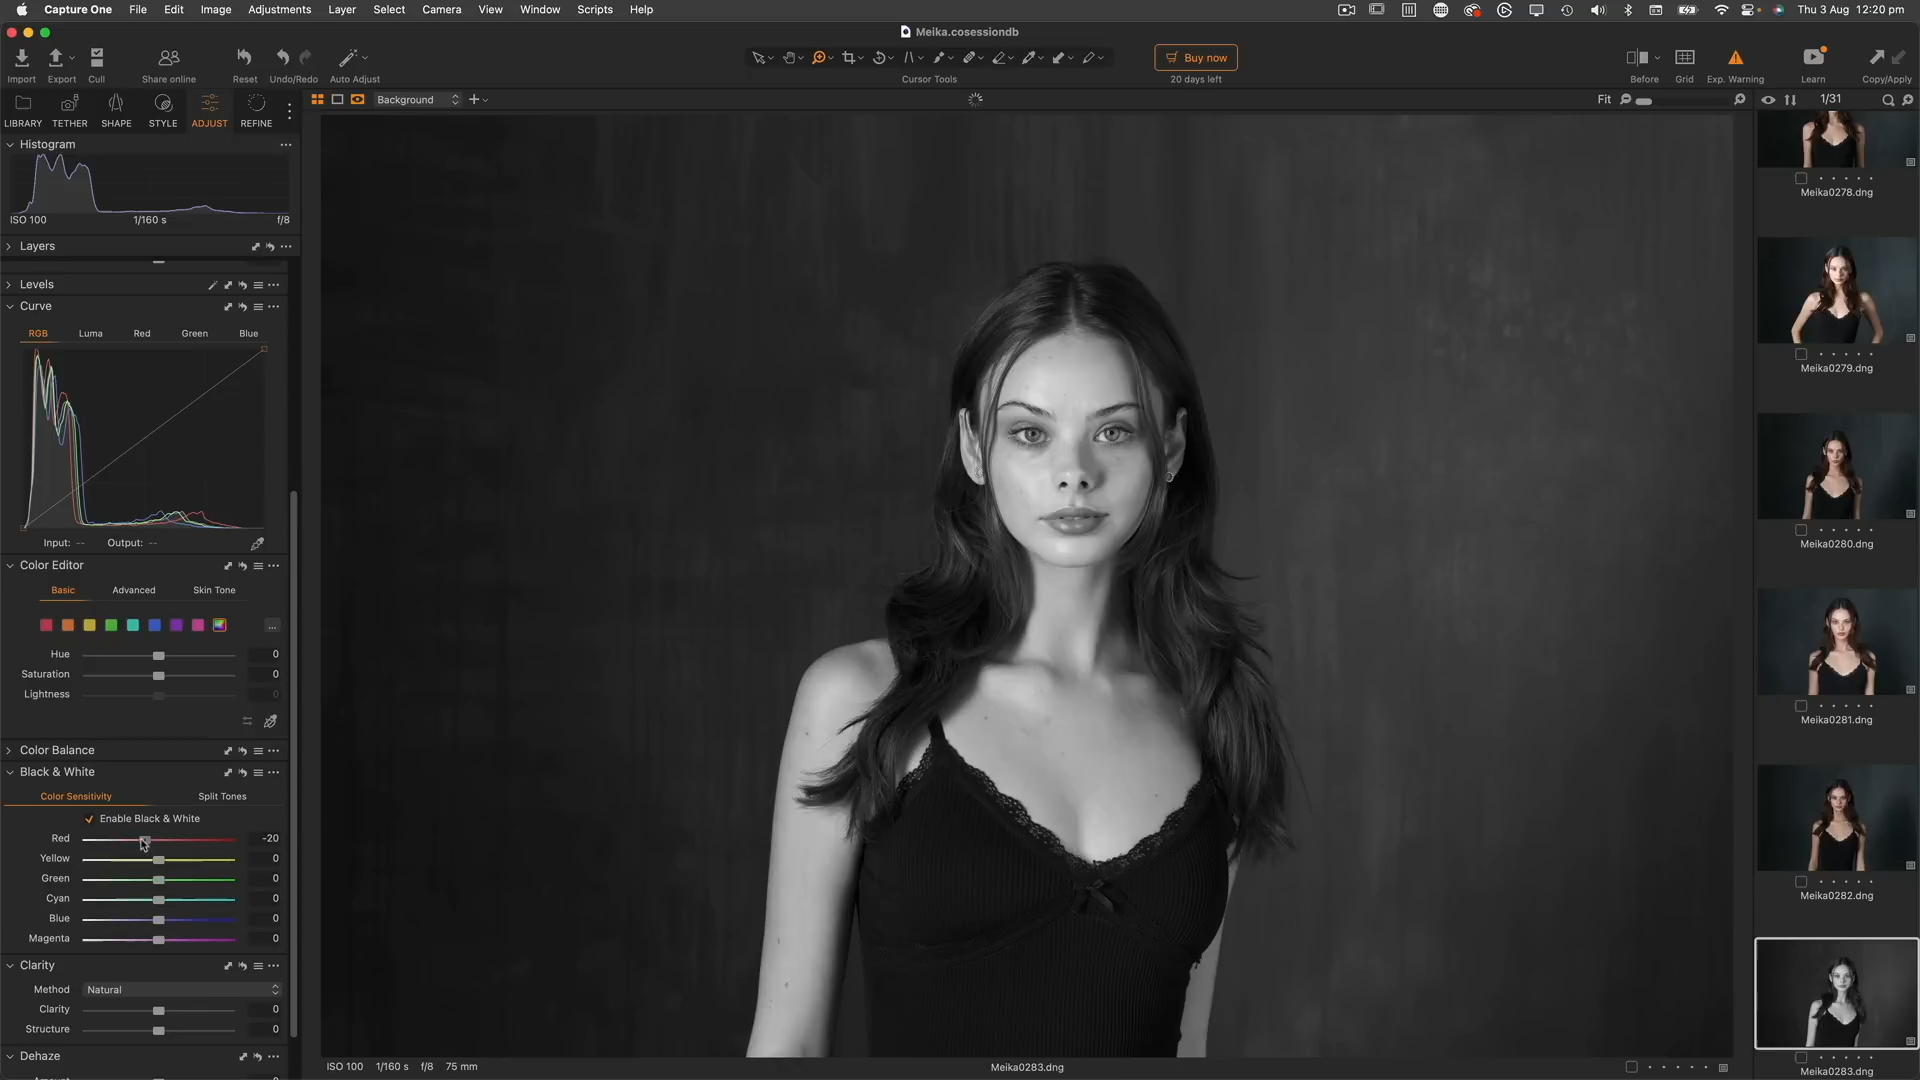 Capture One File Edit Image Adjustments Layer Select Camera View Window Scripts Help Thu 3 Aug 12:20 pm
Meika.cosessiondb
Import Export Cull Share online Reset Undo/Redo Auto Adjust Cursor Tools Buy now 20 days left Before Grid Exp. Warning Learn Copy/Apply
LIBRARY TETHER SHAPE STYLE ADJUST REFINE
Background
Fit
1/31
Histogram
ISO 100 1/160 s f/8
Layers
Levels
Curve
RGB Luma Red Green Blue
Input: -- Output: --
Color Editor
Basic Advanced Skin Tone
Hue 0
Saturation 0
Lightness 0
Color Balance
Black & White
Color Sensitivity Split Tones
Enable Black & White
Red -20
Yellow 0
Green 0
Cyan 0
Blue 0
Magenta 0
Clarity
Method Natural
Clarity 0
Structure 0
Dehaze
ISO 100 1/160 s f/8 75 mm
Meika0283.dng
Meika0278.dng
Meika0279.dng
Meika0280.dng
Meika0281.dng
Meika0282.dng
Meika0283.dng